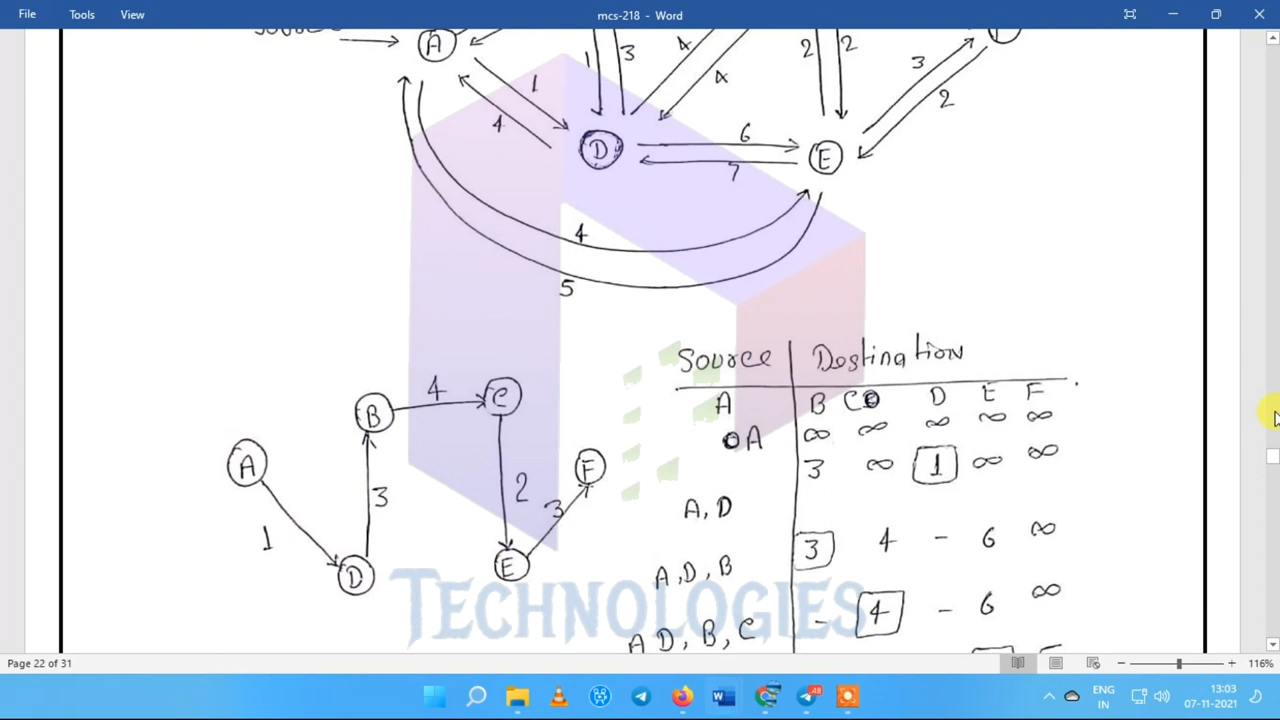 File Tools View mcs-218 - Word
A
1 3 4 4 2 2 3 2
1 4
D 6 7 E
4
5
Source Destination
A B C D E F
A ∞ ∞ ∞ ∞ ∞
3 ∞ 1 ∞ ∞
A, D 3 4 - 6 ∞
A, D, B - 4 - 6 ∞
A D, B, C
B 4 C
A 3 2 3 F
1 D E
TECHNOLOGIES
Page 22 of 31 116%
48 ENG IN 13:03 07-11-2021